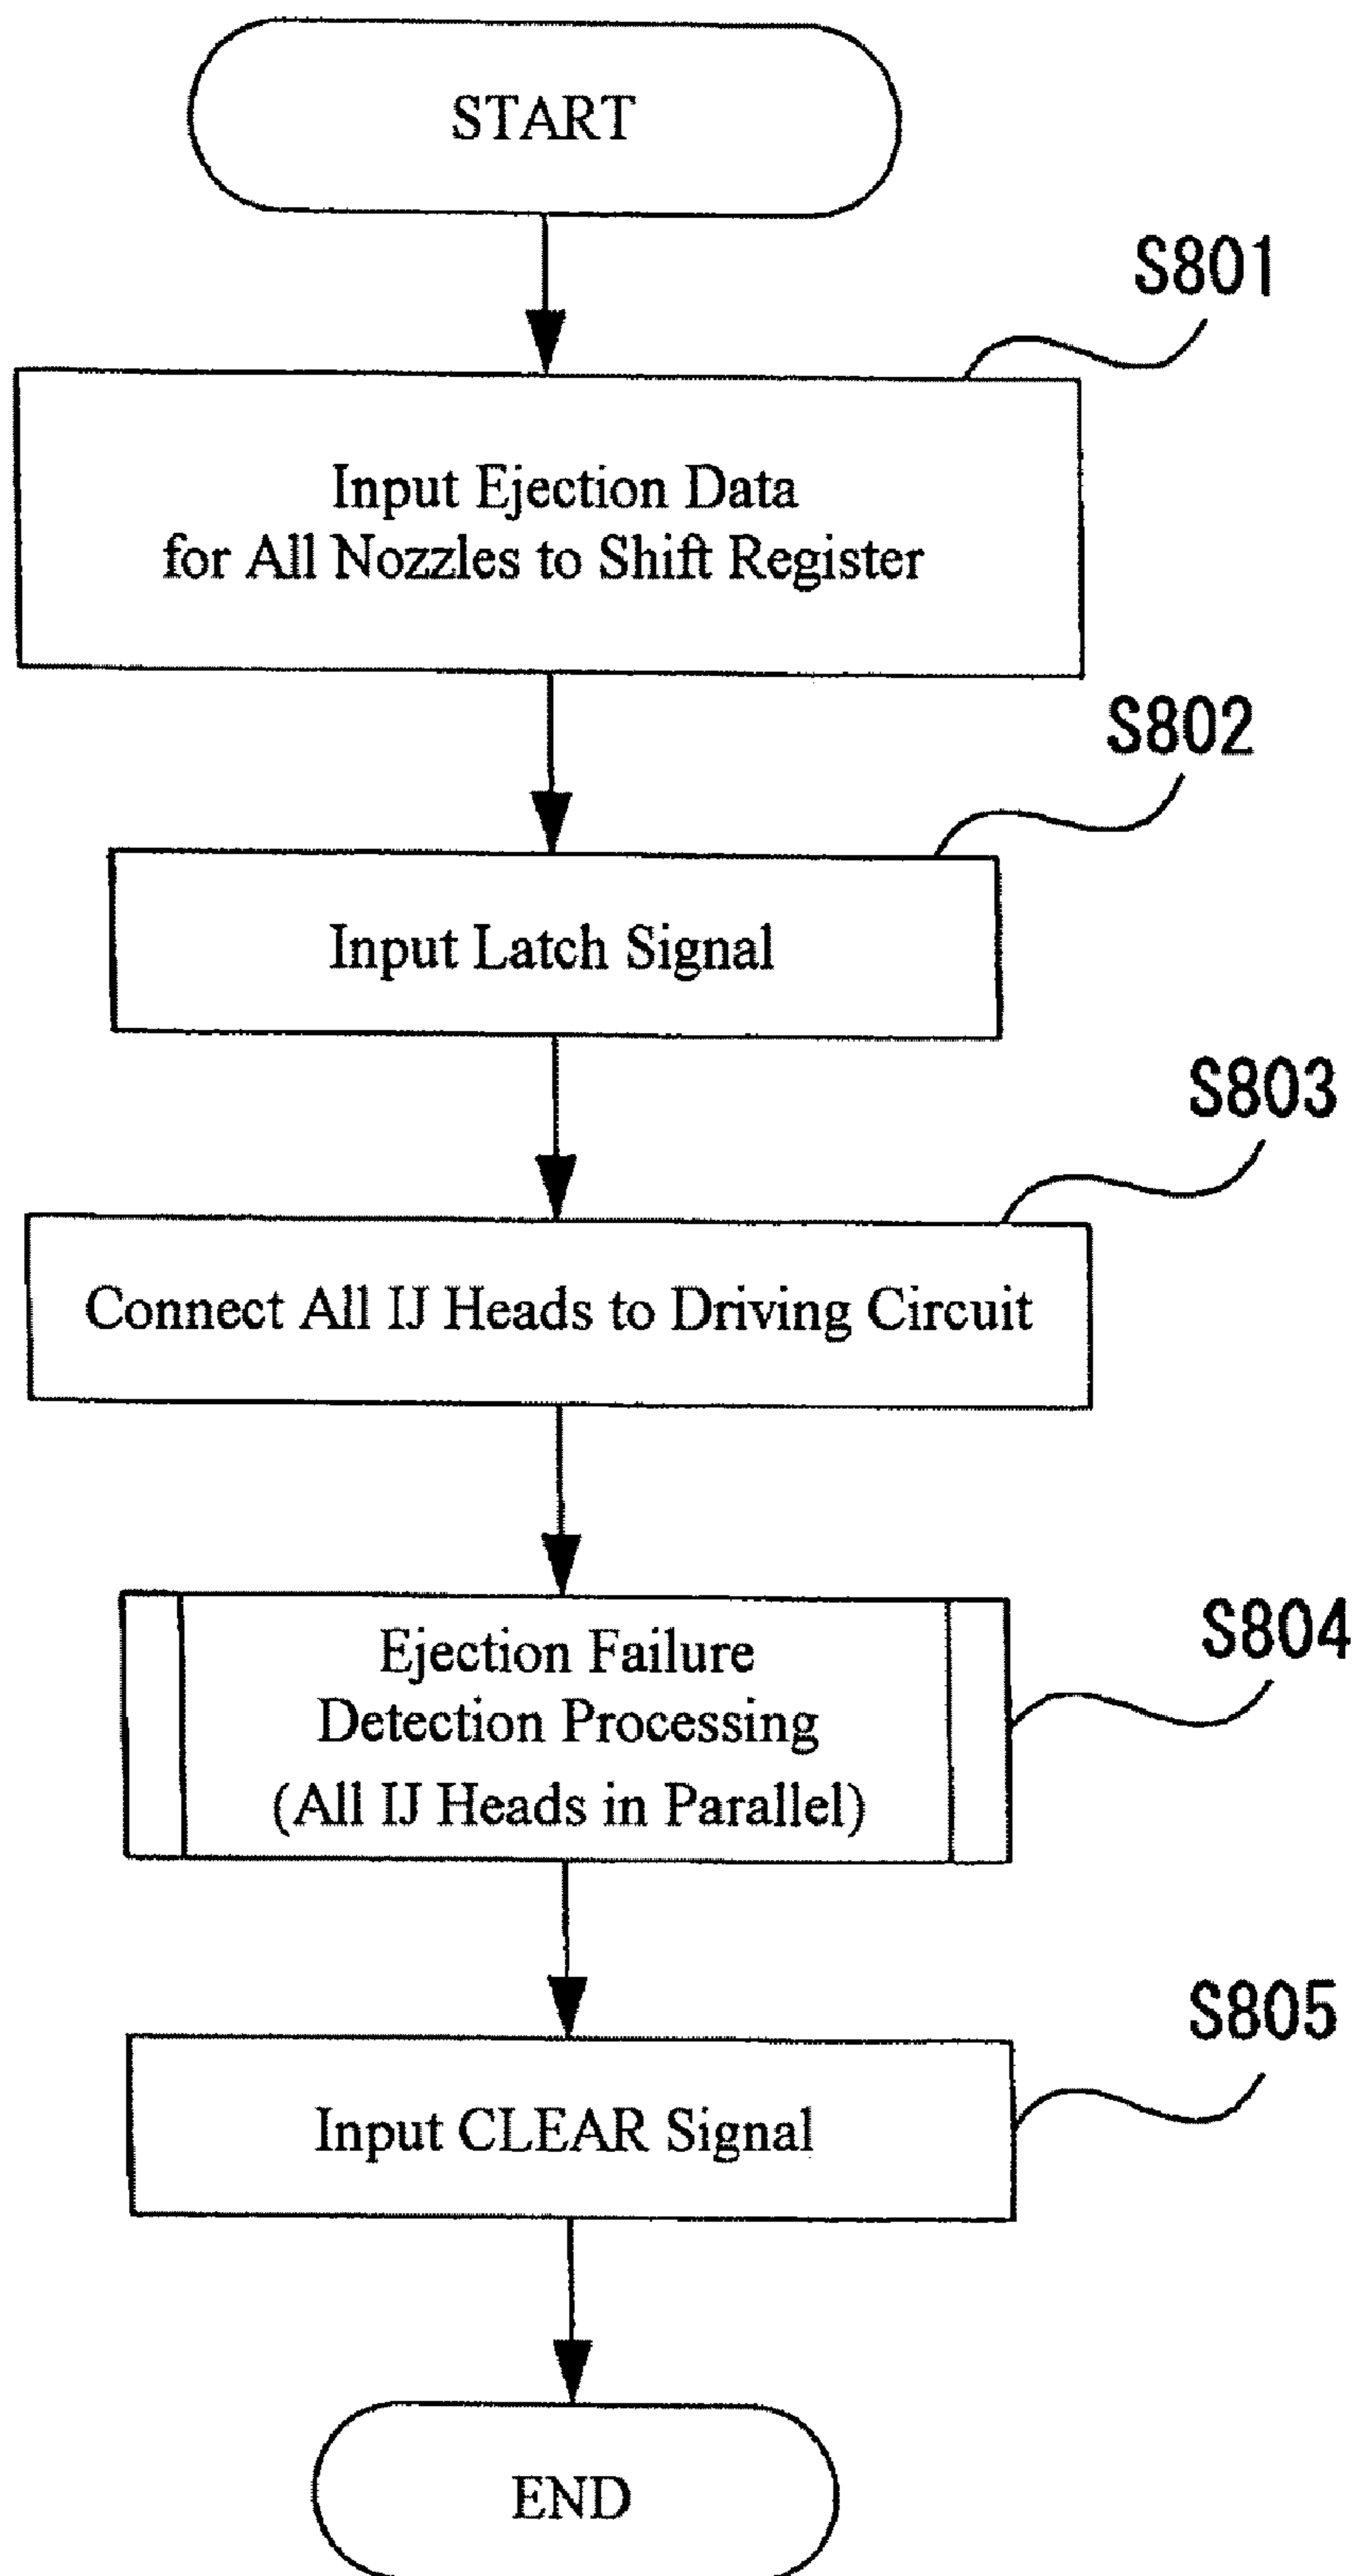 START
S801
Input Ejection Data
for All Nozzles to Shift Register
S802
Input Latch Signal
S803
Connect All IJ Heads to Driving Circuit
S804
Ejection Failure
Detection Processing
(All IJ Heads in Parallel)
S805
Input CLEAR Signal
END